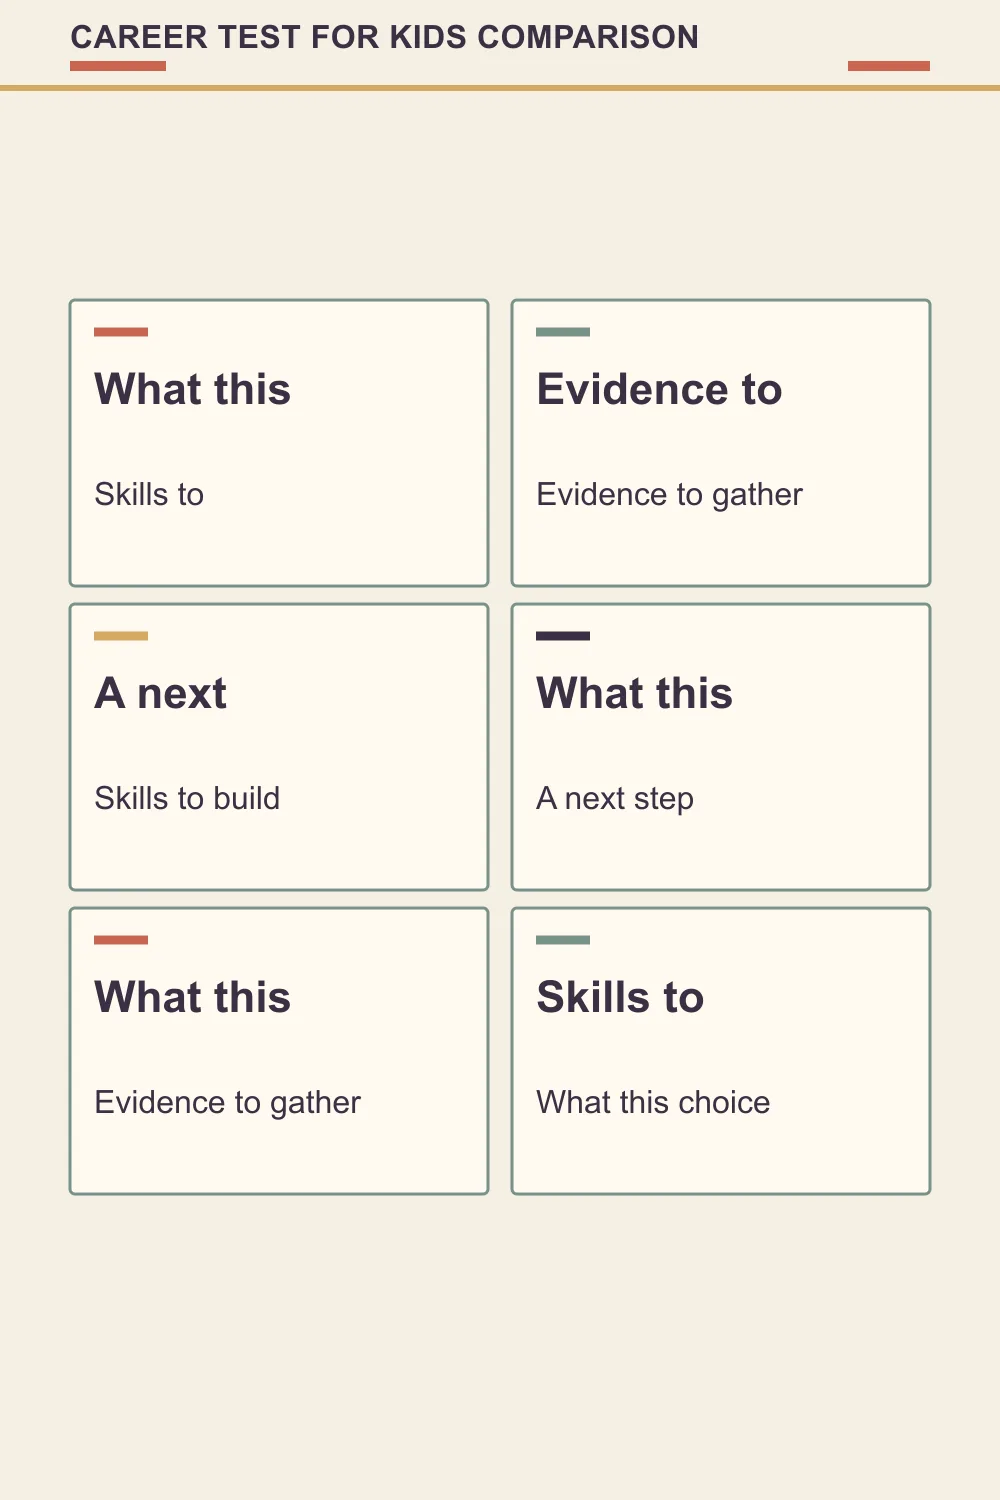 CAREER TEST FOR KIDS COMPARISON
What this
Skills to
Evidence to
Evidence to gather
A next
Skills to build
What this
A next step
What this
Evidence to gather
Skills to
What this choice